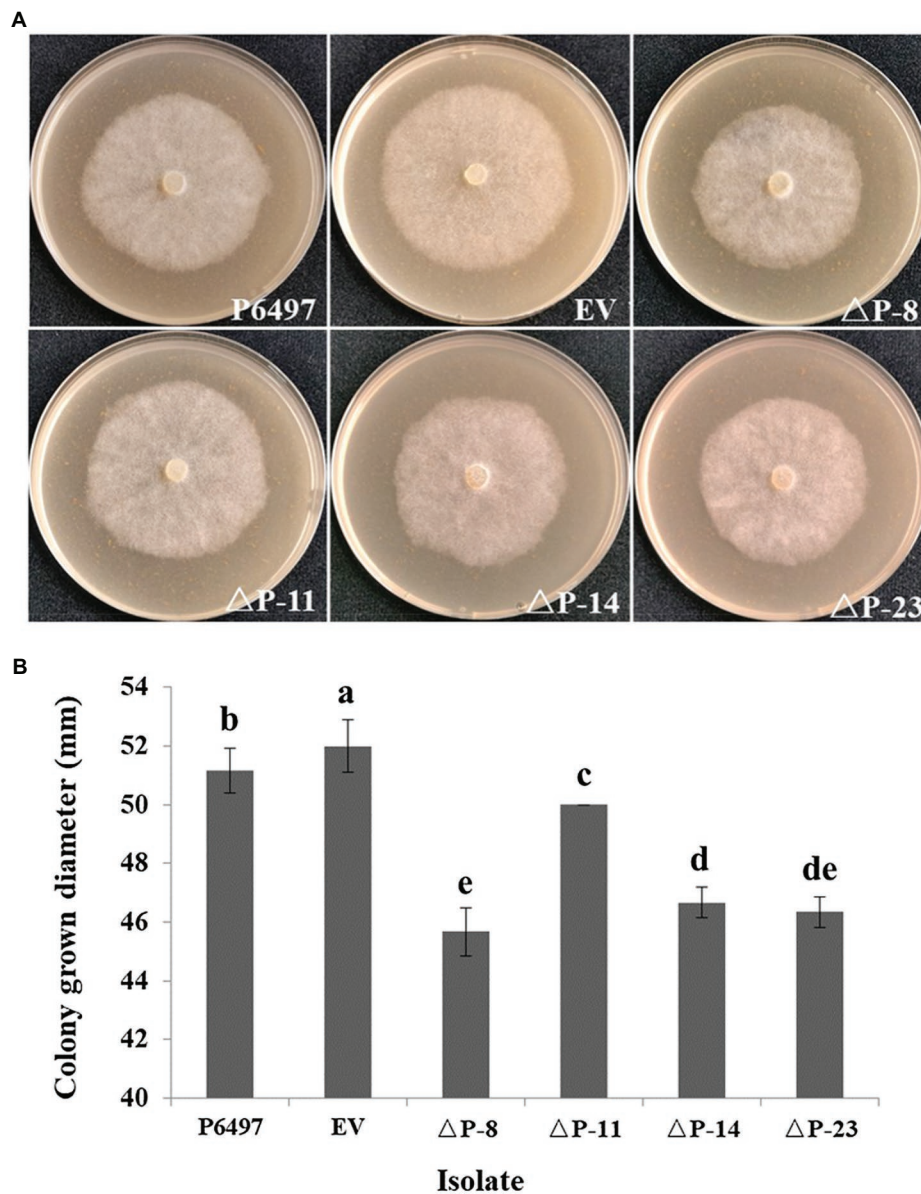 A
P6497
EV
△P-8
△P-11
△P-14
△P-23
B
Colony grown diameter (mm)
54
52
50
48
46
44
42
40
b
a
e
c
d
de
P6497
EV
△P-8
△P-11
△P-14
△P-23
Isolate